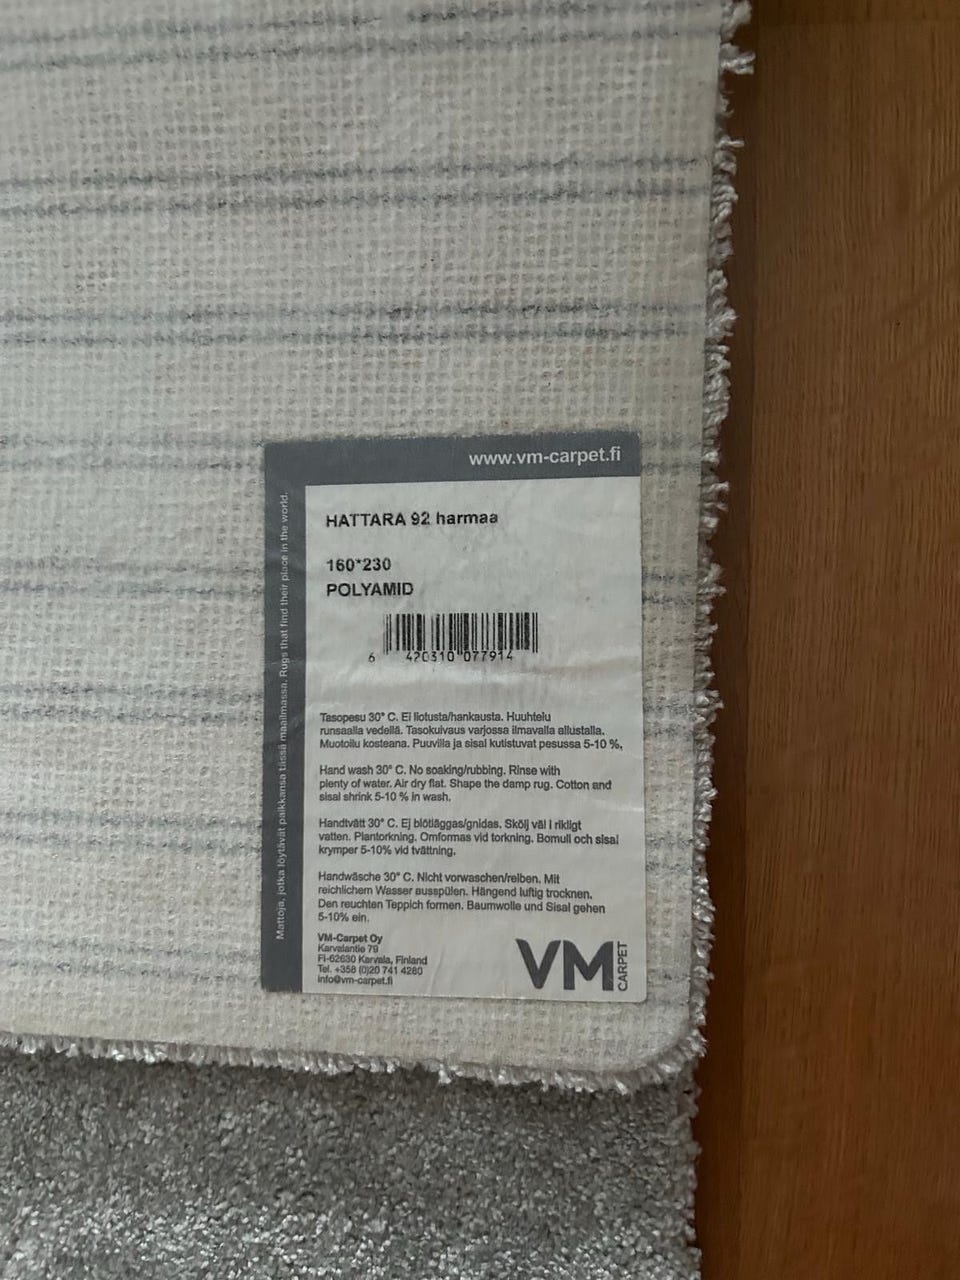 www.vm-carpet.fi
Mattoja, jotka löytävät paikkansa tässä maailmassa. Rugs that find their place in the world.
HATTARA 92 harmaa
160*230
POLYAMID
6 420310 077914
Tasopesu 30° C. Ei liotusta/hankausta. Huuhtelu
runsaalla vedellä. Tasokuivaus varjossa ilmavalla allustalla.
Muotoilu kosteana. Puuvilla ja sisal kutistuvat pesussa 5-10 %.
Hand wash 30° C. No soaking/rubbing. Rinse with
plenty of water. Air dry flat. Shape the damp rug. Cotton and
sisal shrink 5-10 % in wash.
Handtvätt 30° C. Ej blötläggas/gnidas. Skölj väl i rikligt
vatten. Plantorkning. Omformas vid torkning. Bomull och sisal
krymper 5-10% vid tvättning.
Handwäsche 30° C. Nicht vorwaschen/reiben. Mit
reichlichem Wasser ausspülen. Hängend luftig trocknen.
Den reuchten Teppich formen. Baumwolle und Sisal gehen
5-10% ein.
VM-Carpet Oy
Karvalantie 79
FI-62630 Karvala, Finland
Tel. +358 (0)20 741 4280
info@vm-carpet.fi
VM CARPET